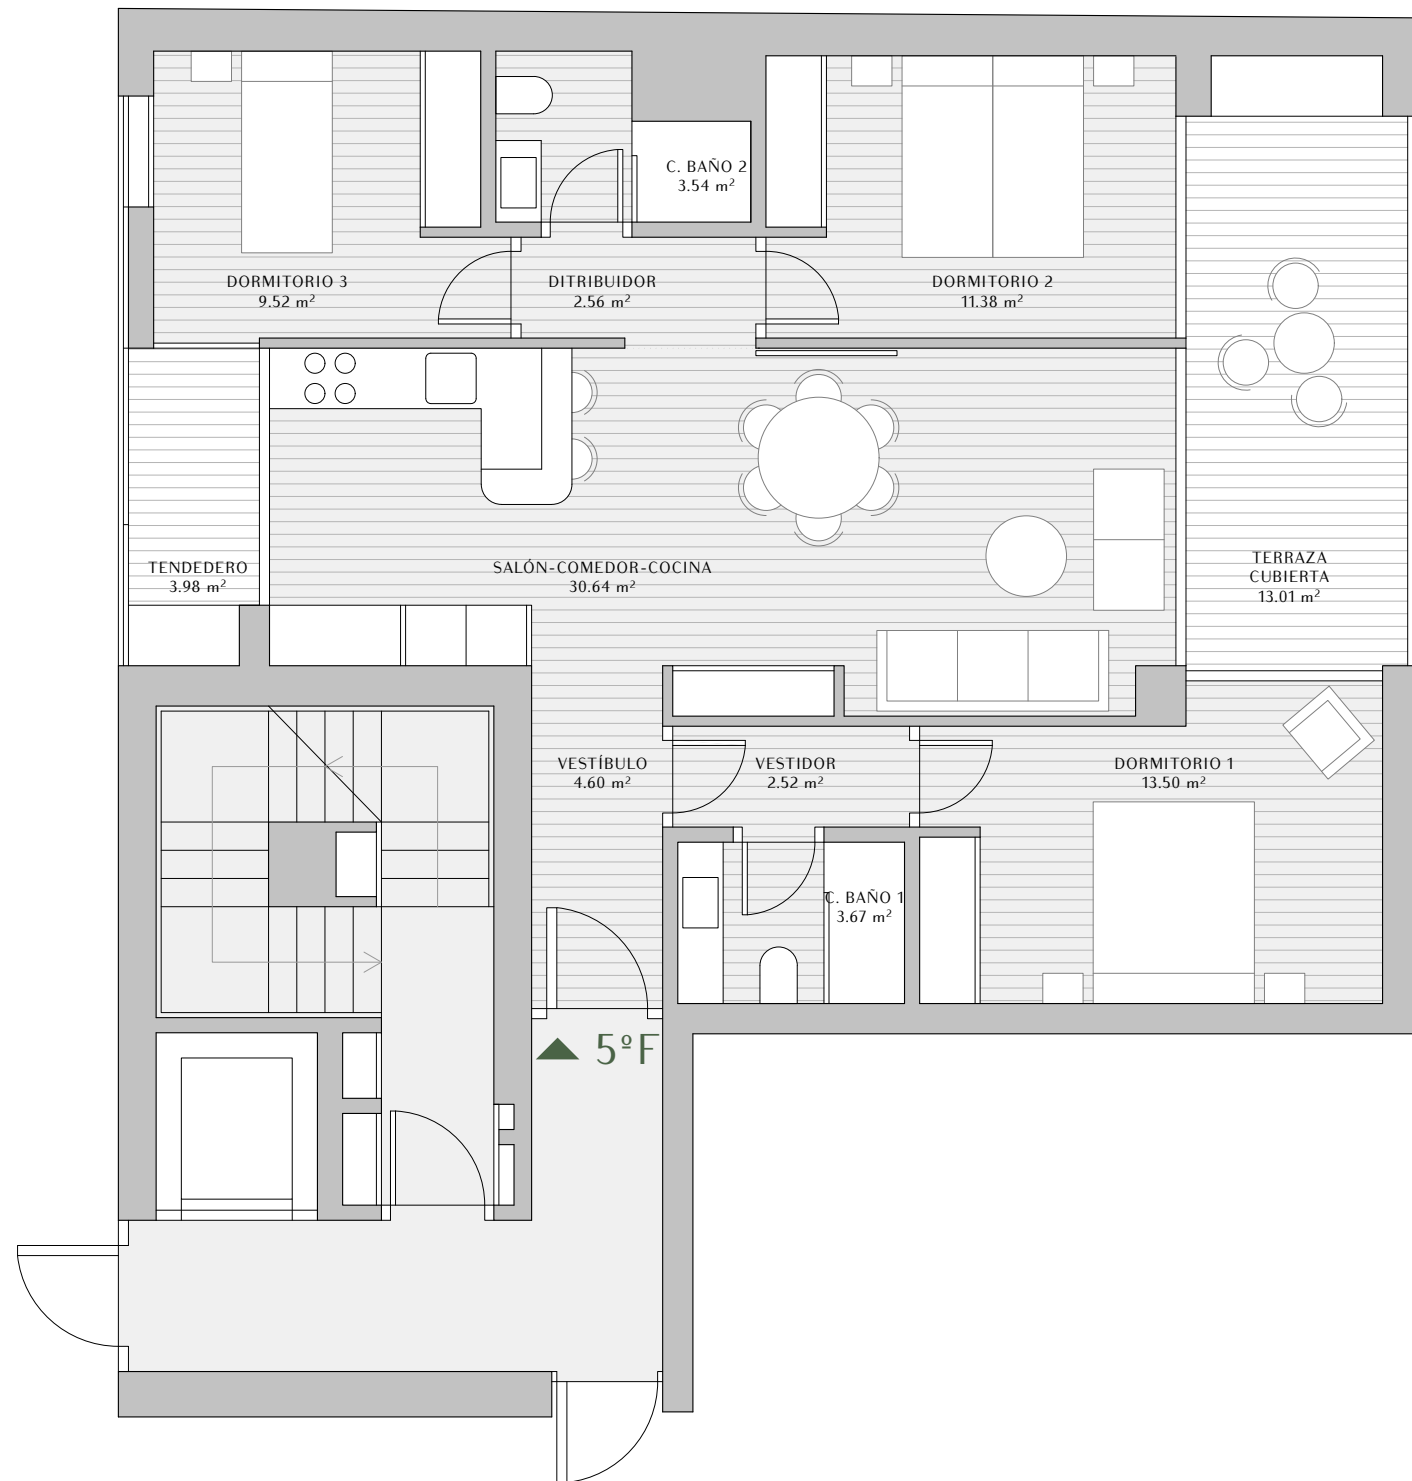 C. BAÑO 2
3.54 m²
DORMITORIO 3
9.52 m²
DITRIBUIDOR
2.56 m²
DORMITORIO 2
11.38 m²
TENDEDERO
3.98 m²
SALÓN-COMEDOR-COCINA
30.64 m²
TERRAZA
CUBIERTA
13.01 m²
VESTÍBULO
4.60 m²
VESTIDOR
2.52 m²
DORMITORIO 1
13.50 m²
C. BAÑO 1
3.67 m²
5ºF